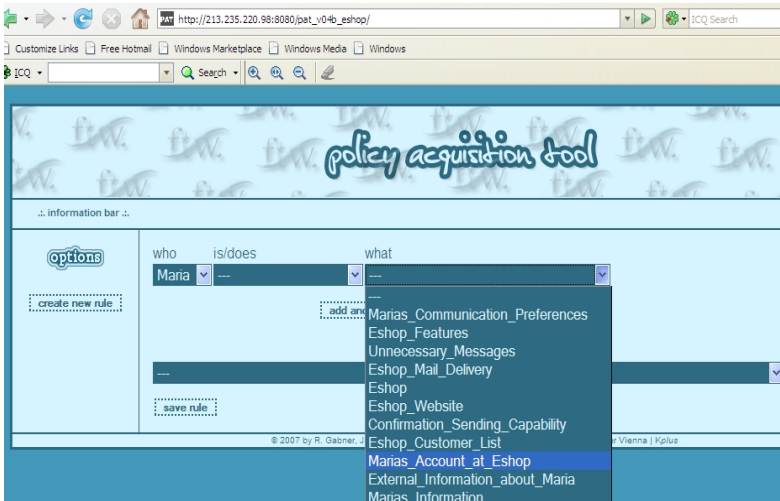 PAT http://213.235.220.98:8080/pat_v04b_eshop/ ICQ Search
Customize Links Free Hotmail Windows Marketplace Windows Media Windows
ICQ Search
policy acquisition tool
.:. information bar .:.
options
create new rule
who is/does what
Maria --- ---
---
add an
Marias_Communication_Preferences
Eshop_Features
Unnecessary_Messages
Eshop_Mail_Delivery
---
Eshop
save rule
Eshop_Website
Confirmation_Sending_Capability
© 2007 by R. Gabner, J
Eshop_Customer_List
r Vienna | Kplus
Marias_Account_at_Eshop
External_Information_about_Maria
Marias_Information